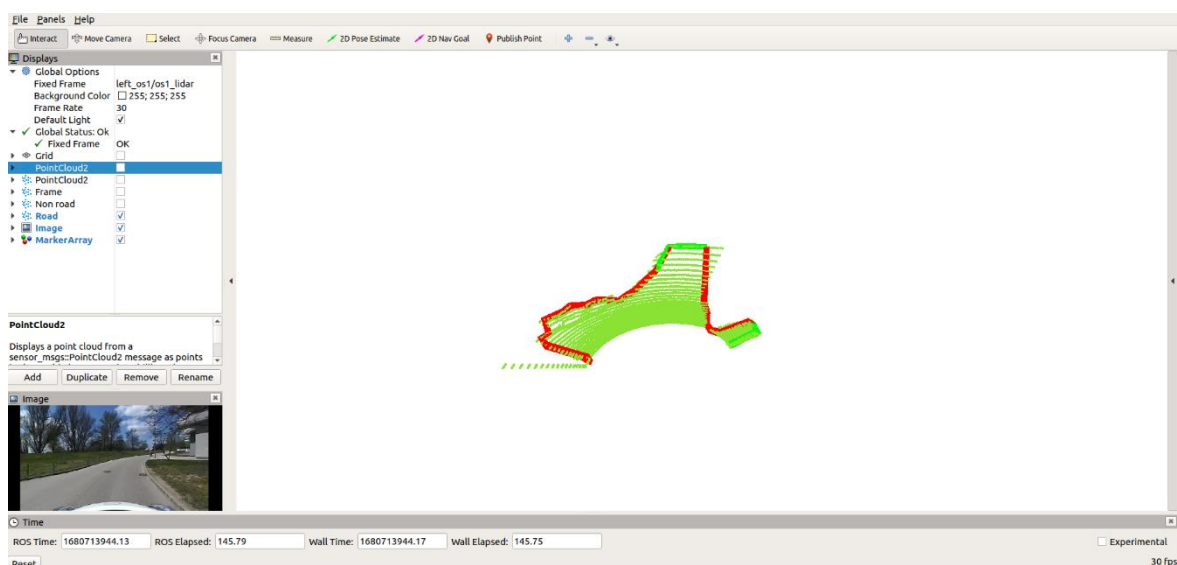 File Panels Help
Interact Move Camera Select Focus Camera Measure 2D Pose Estimate 2D Nav Goal Publish Point
Displays
Global Options
Fixed Frame left_os1/os1_lidar
Background Color 255; 255; 255
Frame Rate 30
Default Light
Global Status: Ok
Fixed Frame OK
Grid
PointCloud2
PointCloud2
Frame
Non road
Road
Image
MarkerArray
PointCloud2
Displays a point cloud from a
sensor_msgs::PointCloud2 message as points
Add Duplicate Remove Rename
Image
Time
ROS Time: 1680713944.13 ROS Elapsed: 145.79 Wall Time: 1680713944.17 Wall Elapsed: 145.75 Experimental
Reset 30 fps